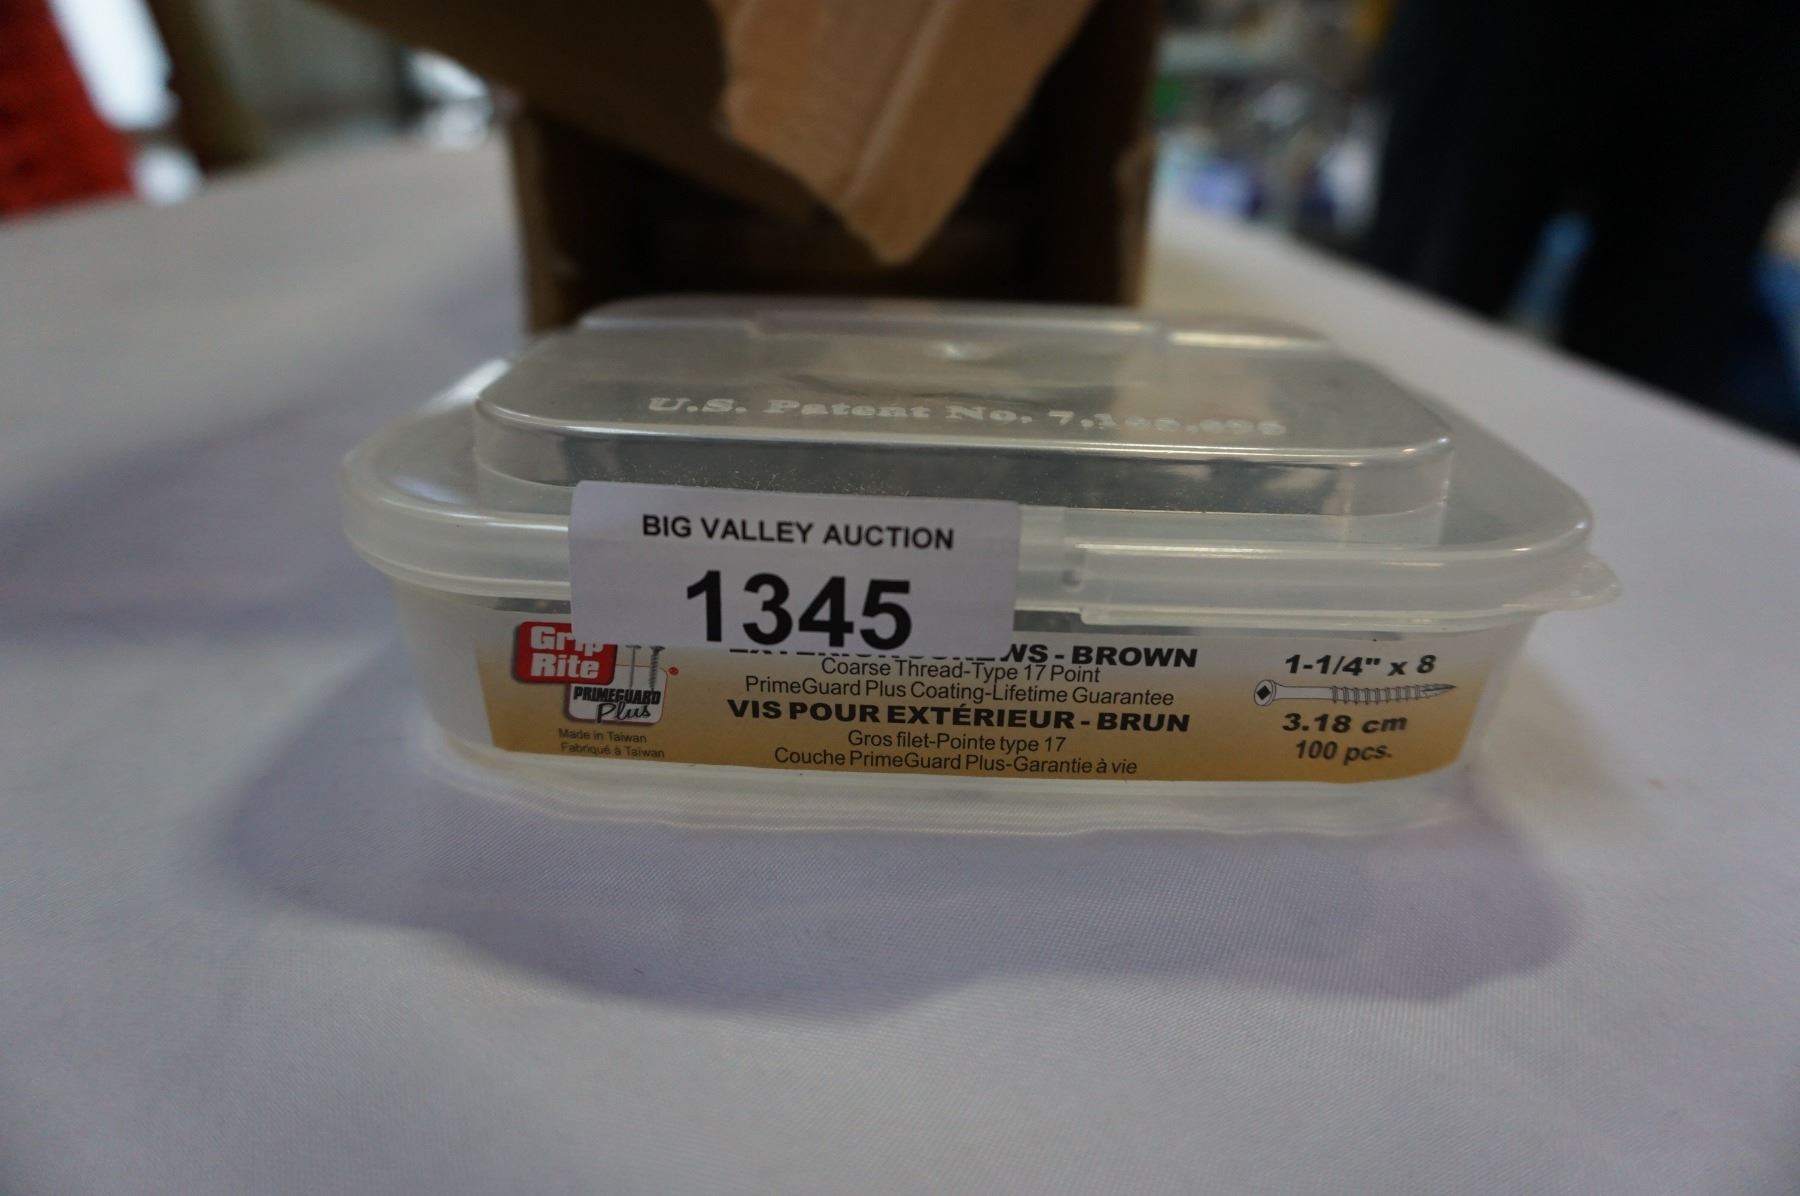 U.S. Patent No.
BIG VALLEY AUCTION
1345
Grip
Rite
PRIMEGUARD
Plus
®
Made in Taiwan
Fabriqué à Taiwan
- BROWN
Coarse Thread-Type 17 Point
PrimeGuard Plus Coating-Lifetime Guarantee
VIS POUR EXTÉRIEUR - BRUN
Gros filet-Pointe type 17
Couche PrimeGuard Plus-Garantie à vie
1-1/4" x 8
3.18 cm
100 pcs.